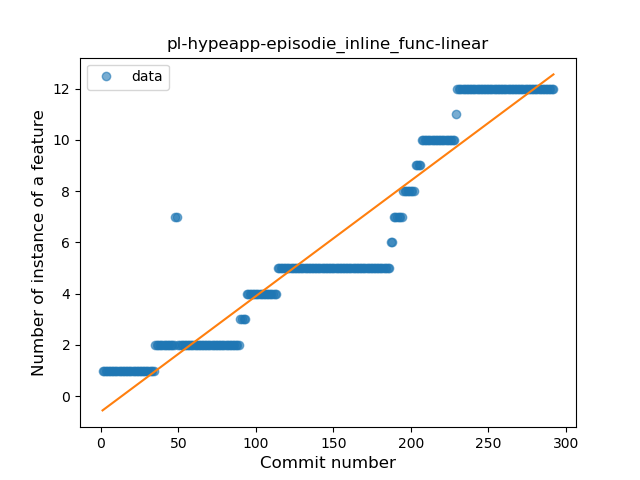 pl-hypeapp-episodie_inline_func-linear
data
Number of instance of a feature
12
10
8
6
4
2
0
0 50 100 150 200 250 300
Commit number